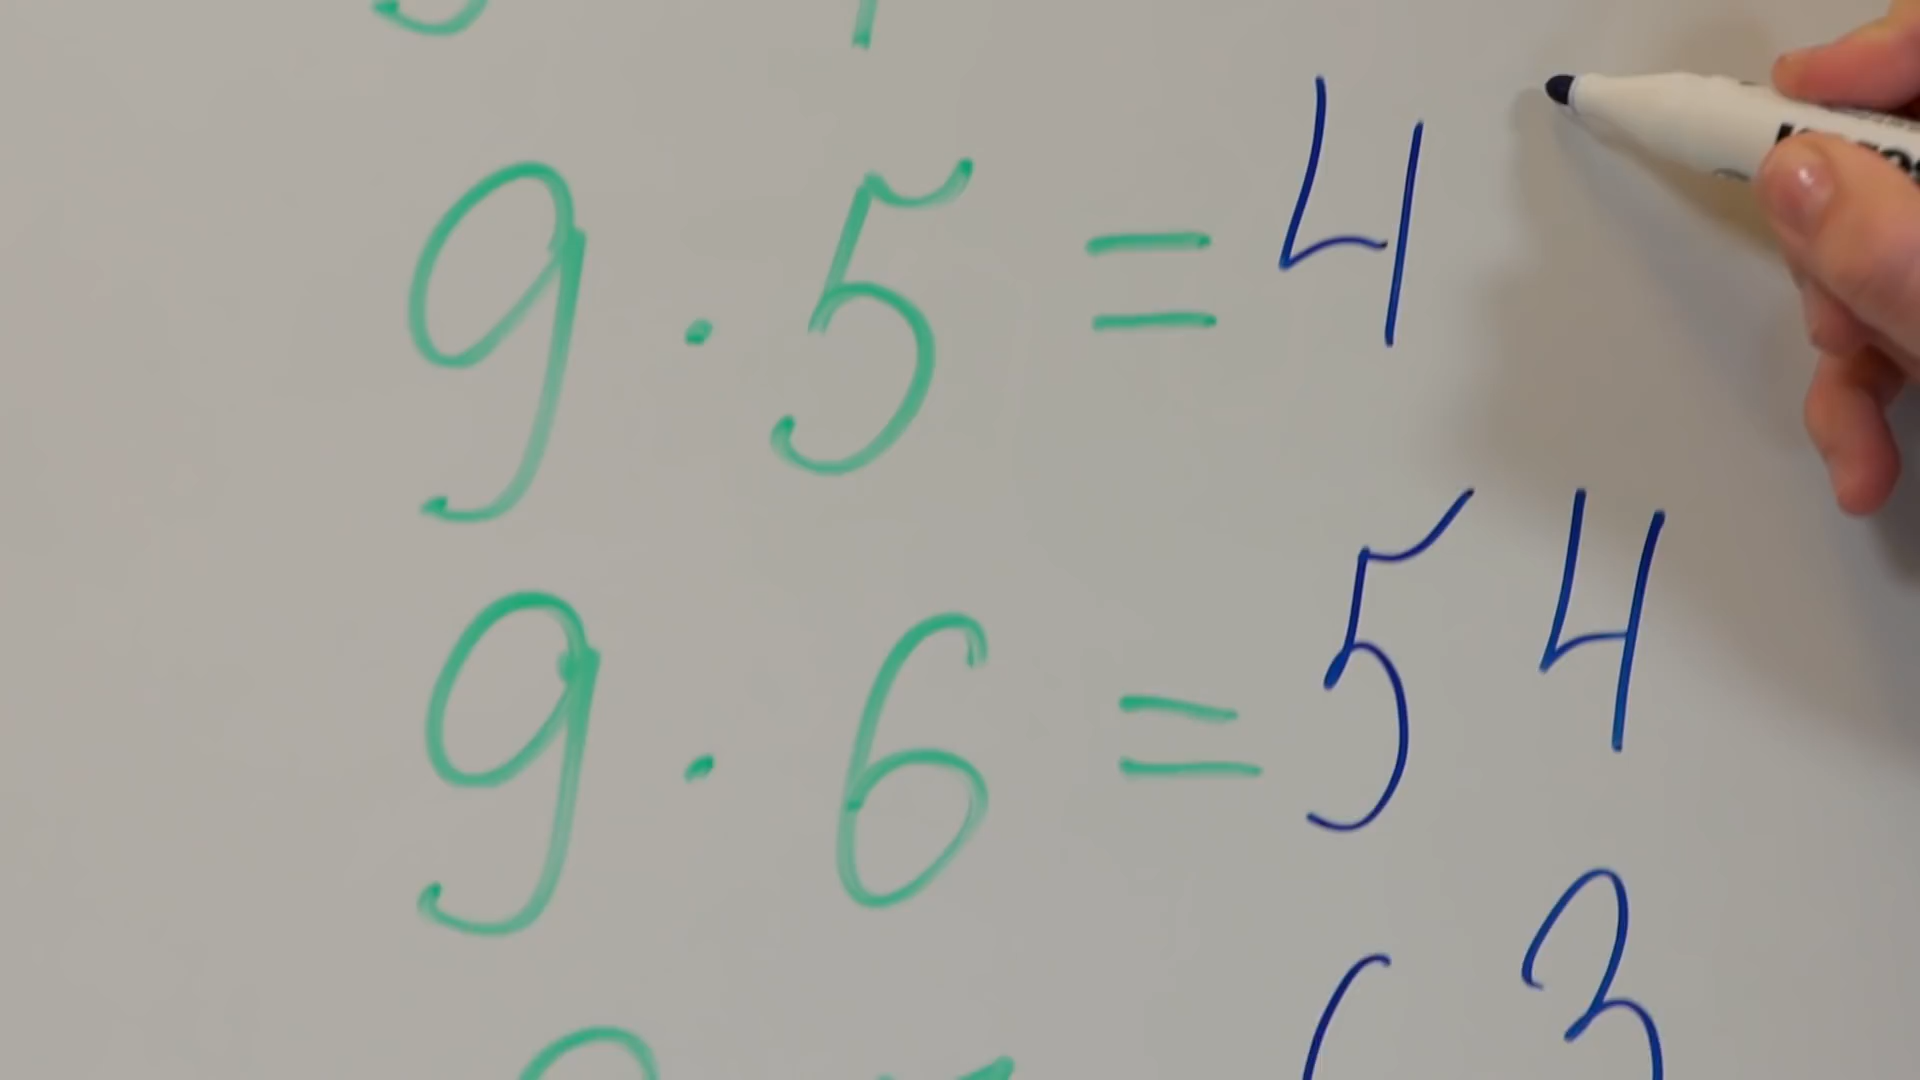 9 · 5 = 4
9 · 6 = 54
63